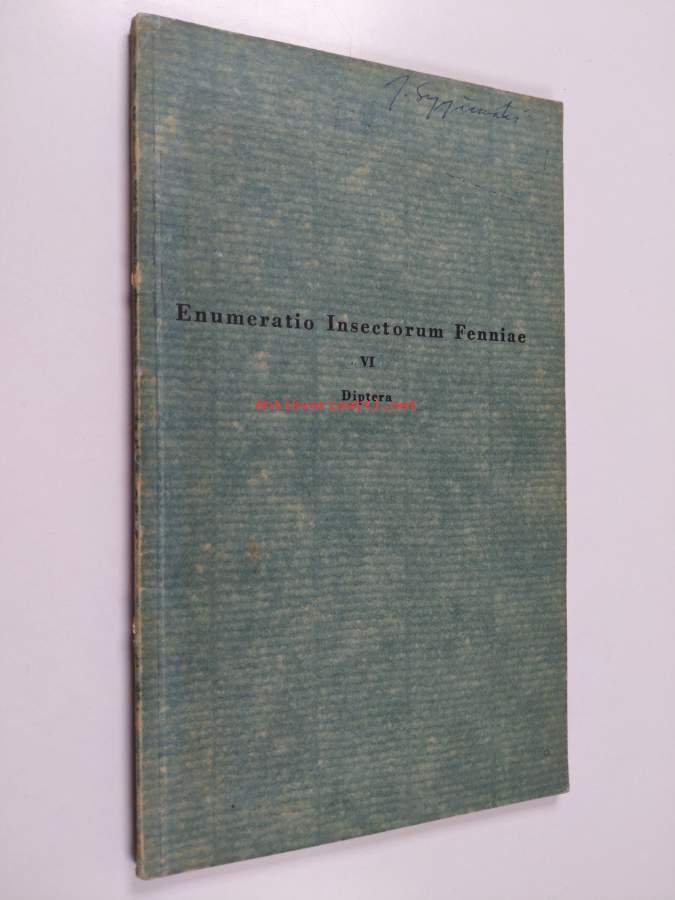 Enumeratio Insectorum Fenniae
VI
Diptera